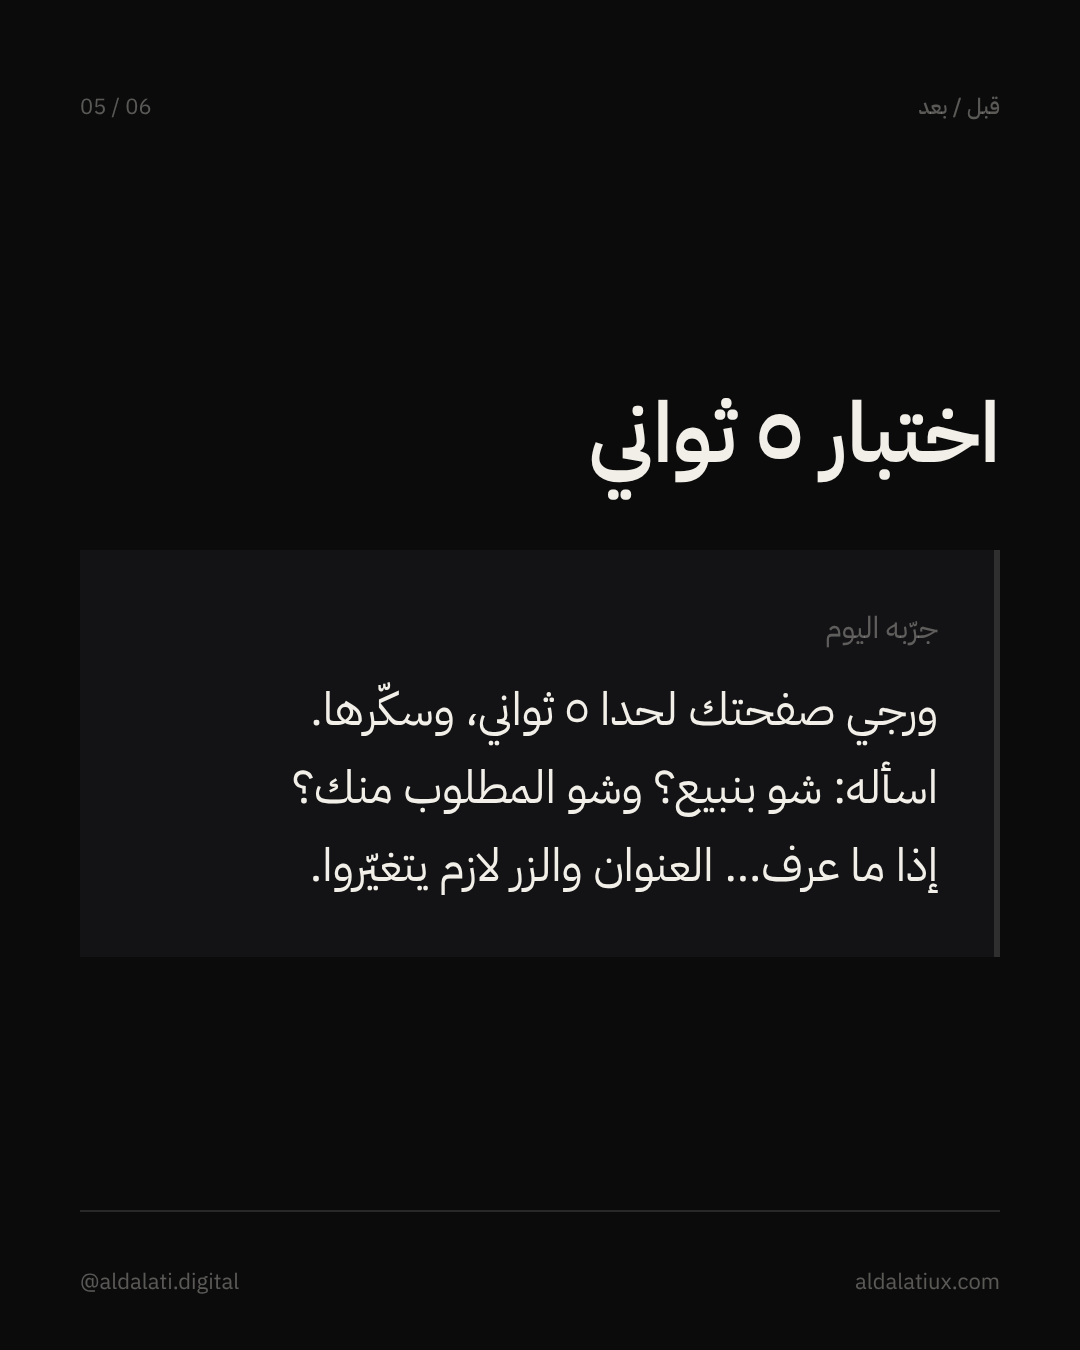 قبل / بعد
05 / 06
اختبار ٥ ثواني
جرّبه اليوم
ورجي صفحتك لحدا ٥ ثواني، وسكّرها.
اسأله: شو بنبيع؟ وشو المطلوب منك؟
إذا ما عرف... العنوان والزر لازم يتغيّروا.
aldalatiux.com
@aldalati.digital